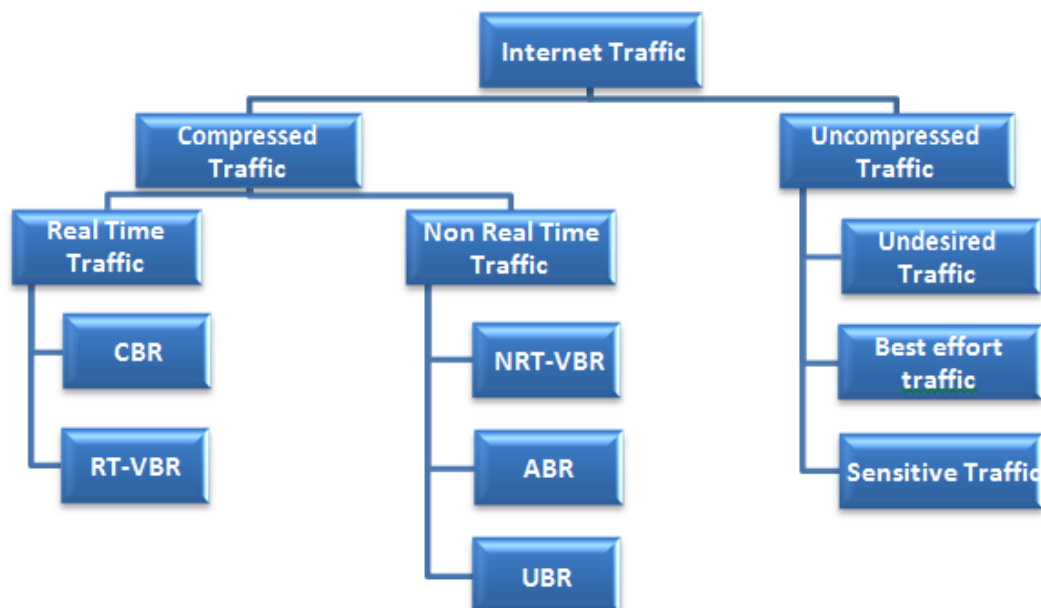 Internet Traffic
Compressed
Traffic
Uncompressed
Traffic
Real Time
Traffic
Non Real Time
Traffic
Undesired
Traffic
CBR
NRT-VBR
Best effort
traffic
RT-VBR
ABR
Sensitive Traffic
UBR